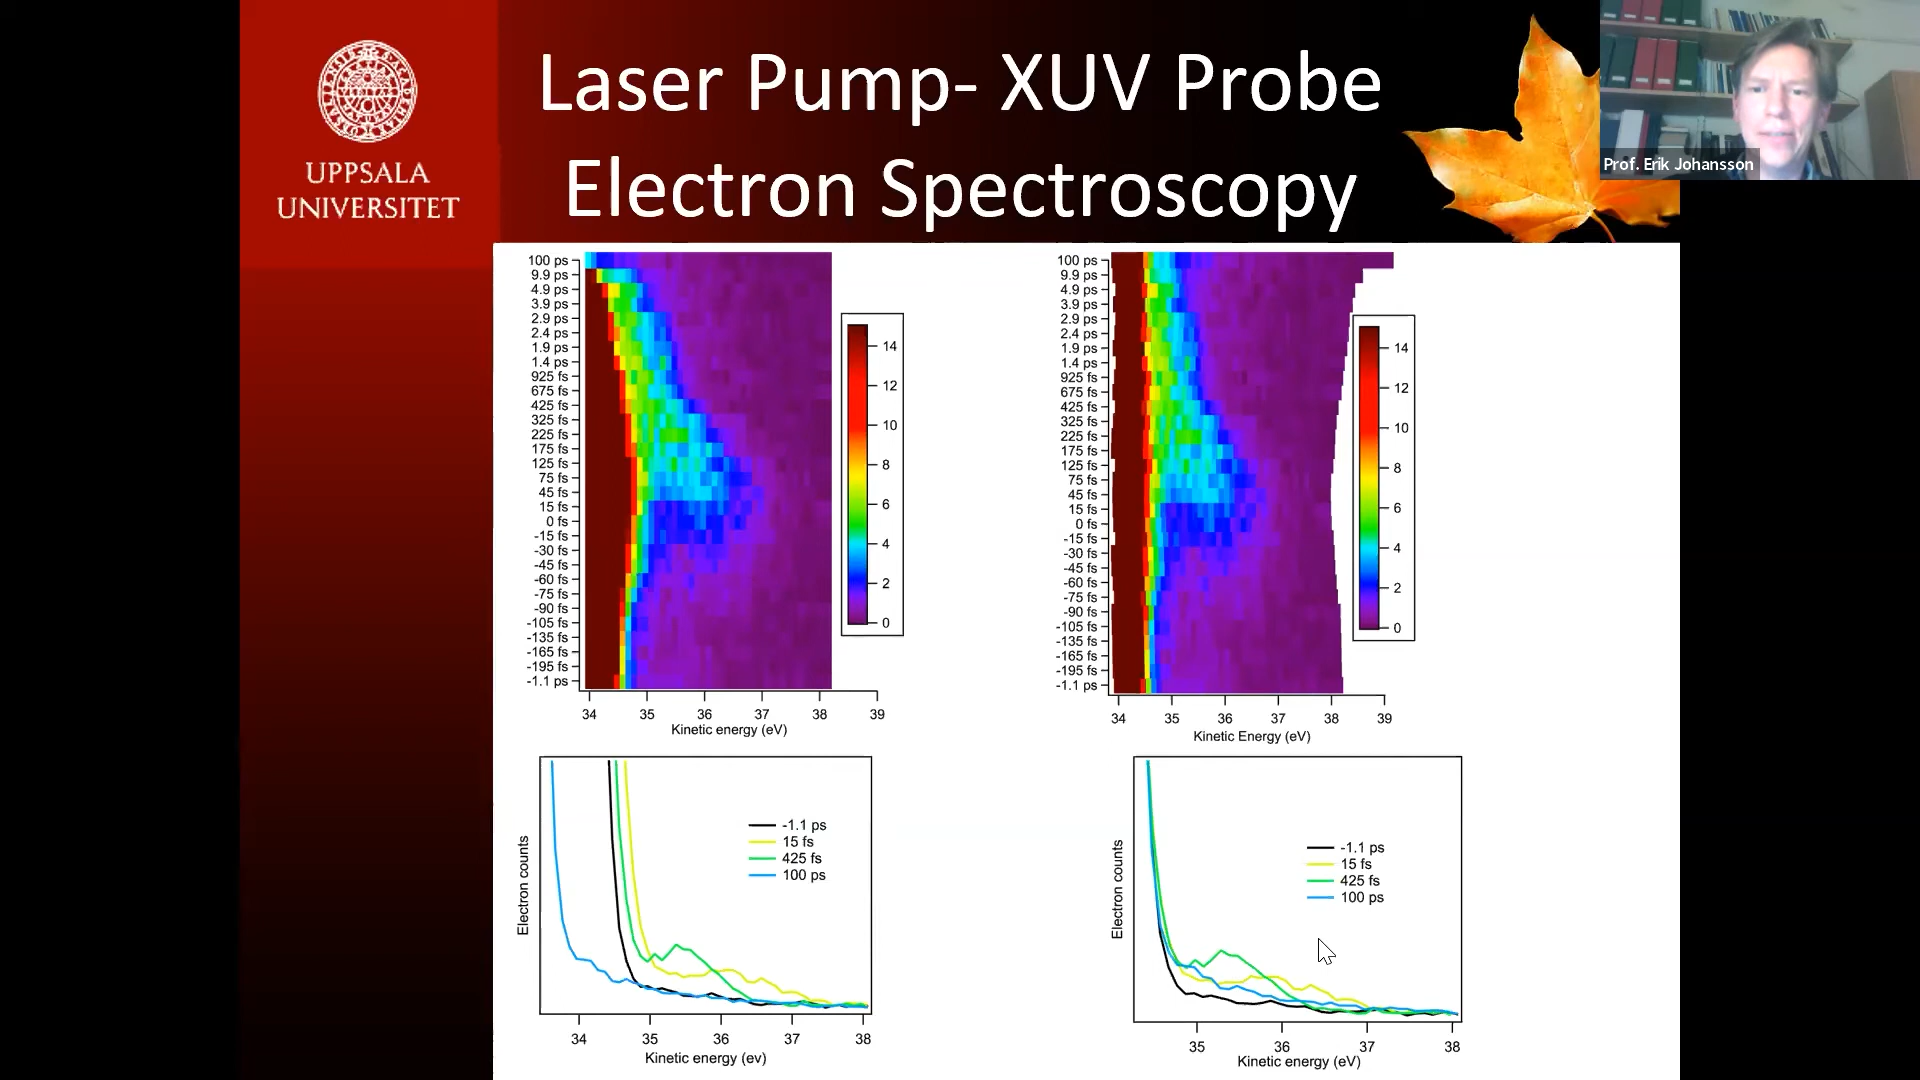 UPPSALA
UNIVERSITET
Laser Pump- XUV Probe
Electron Spectroscopy
Prof. Erik Johansson
100 ps
9.9 ps
4.9 ps
3.9 ps
2.9 ps
2.4 ps
1.9 ps
1.4 ps
925 fs
675 fs
425 fs
325 fs
225 fs
175 fs
125 fs
75 fs
45 fs
15 fs
0 fs
-15 fs
-30 fs
-45 fs
-60 fs
-75 fs
-90 fs
-105 fs
-135 fs
-165 fs
-195 fs
-1.1 ps
34 35 36 37 38 39
Kinetic energy (eV)
14
12
10
8
6
4
2
0
100 ps
9.9 ps
4.9 ps
3.9 ps
2.9 ps
2.4 ps
1.9 ps
1.4 ps
925 fs
675 fs
425 fs
325 fs
225 fs
175 fs
125 fs
75 fs
45 fs
15 fs
0 fs
-15 fs
-30 fs
-45 fs
-60 fs
-75 fs
-90 fs
-105 fs
-135 fs
-165 fs
-195 fs
-1.1 ps
34 35 36 37 38 39
Kinetic Energy (eV)
14
12
10
8
6
4
2
0
Electron counts
-1.1 ps
15 fs
425 fs
100 ps
34 35 36 37 38
Kinetic energy (ev)
Electron counts
-1.1 ps
15 fs
425 fs
100 ps
35 36 37 38
Kinetic energy (eV)